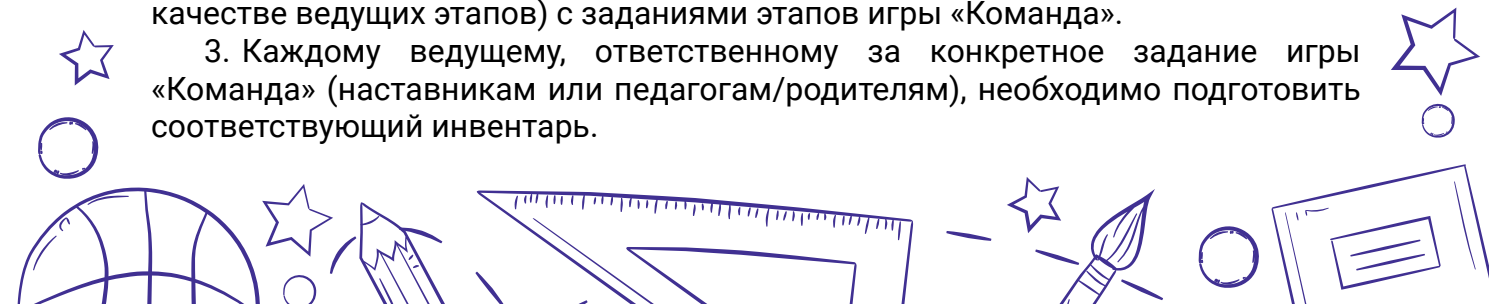 качестве ведущих этапов) с заданиями этапов игры «Команда».
3. Каждому ведущему, ответственному за конкретное задание игры
«Команда» (наставникам или педагогам/родителям), необходимо подготовить
соответствующий инвентарь.